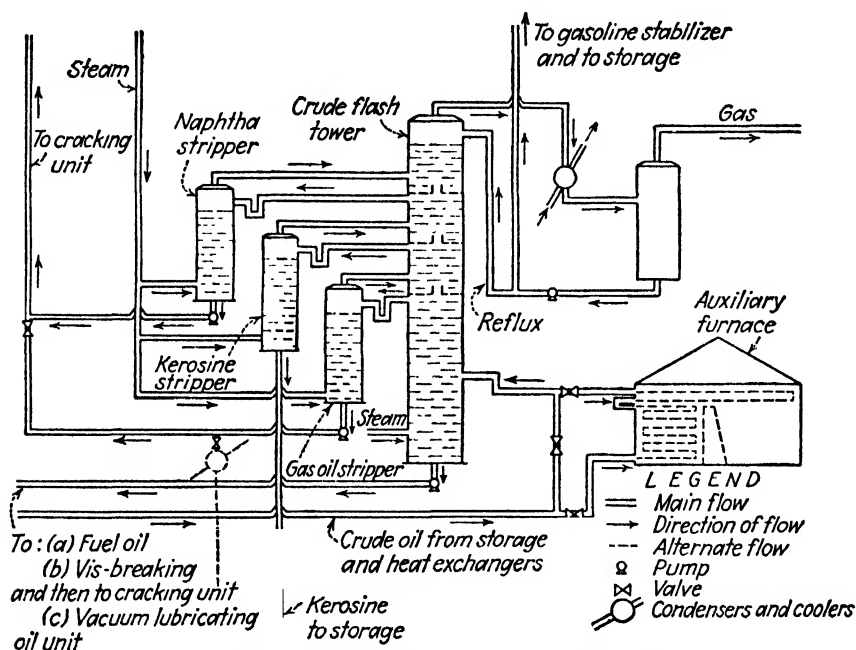 To gasoline stabilizer
and to storage
Steam
Naphtha
stripper
Crude flash
tower
To cracking
unit
Gas
Reflux
Auxiliary
furnace
Kerosine
stripper
Steam
Gas oil stripper
Crude oil from storage
and heat exchangers
To: (a) Fuel oil
(b) Vis-breaking
and then to cracking unit
(c) Vacuum lubricating
oil unit
Kerosine
to storage
LEGEND
Main flow
Direction of flow
Alternate flow
Pump
Valve
Condensers and coolers